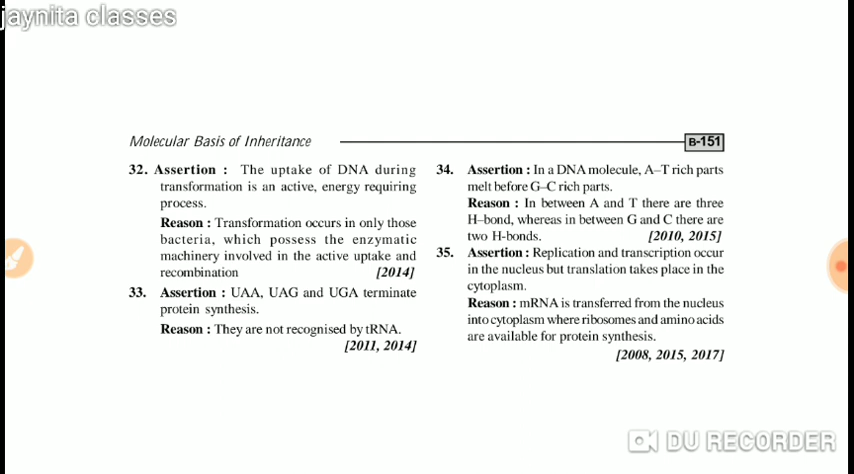 jaynita classes
Molecular Basis of Inheritance
B-151
32. Assertion : The uptake of DNA during
transformation is an active, energy requiring
process.
Reason : Transformation occurs in only those
bacteria, which possess the enzymatic
machinery involved in the active uptake and
recombination [2014]
33. Assertion : UAA, UAG and UGA terminate
protein synthesis.
Reason : They are not recognised by tRNA.
[2011, 2014]
34. Assertion : In a DNA molecule, A–T rich parts
melt before G–C rich parts.
Reason : In between A and T there are three
H–bond, whereas in between G and C there are
two H-bonds. [2010, 2015]
35. Assertion : Replication and transcription occur
in the nucleus but translation takes place in the
cytoplasm.
Reason : mRNA is transferred from the nucleus
into cytoplasm where ribosomes and amino acids
are available for protein synthesis.
[2008, 2015, 2017]
DU RECORDER